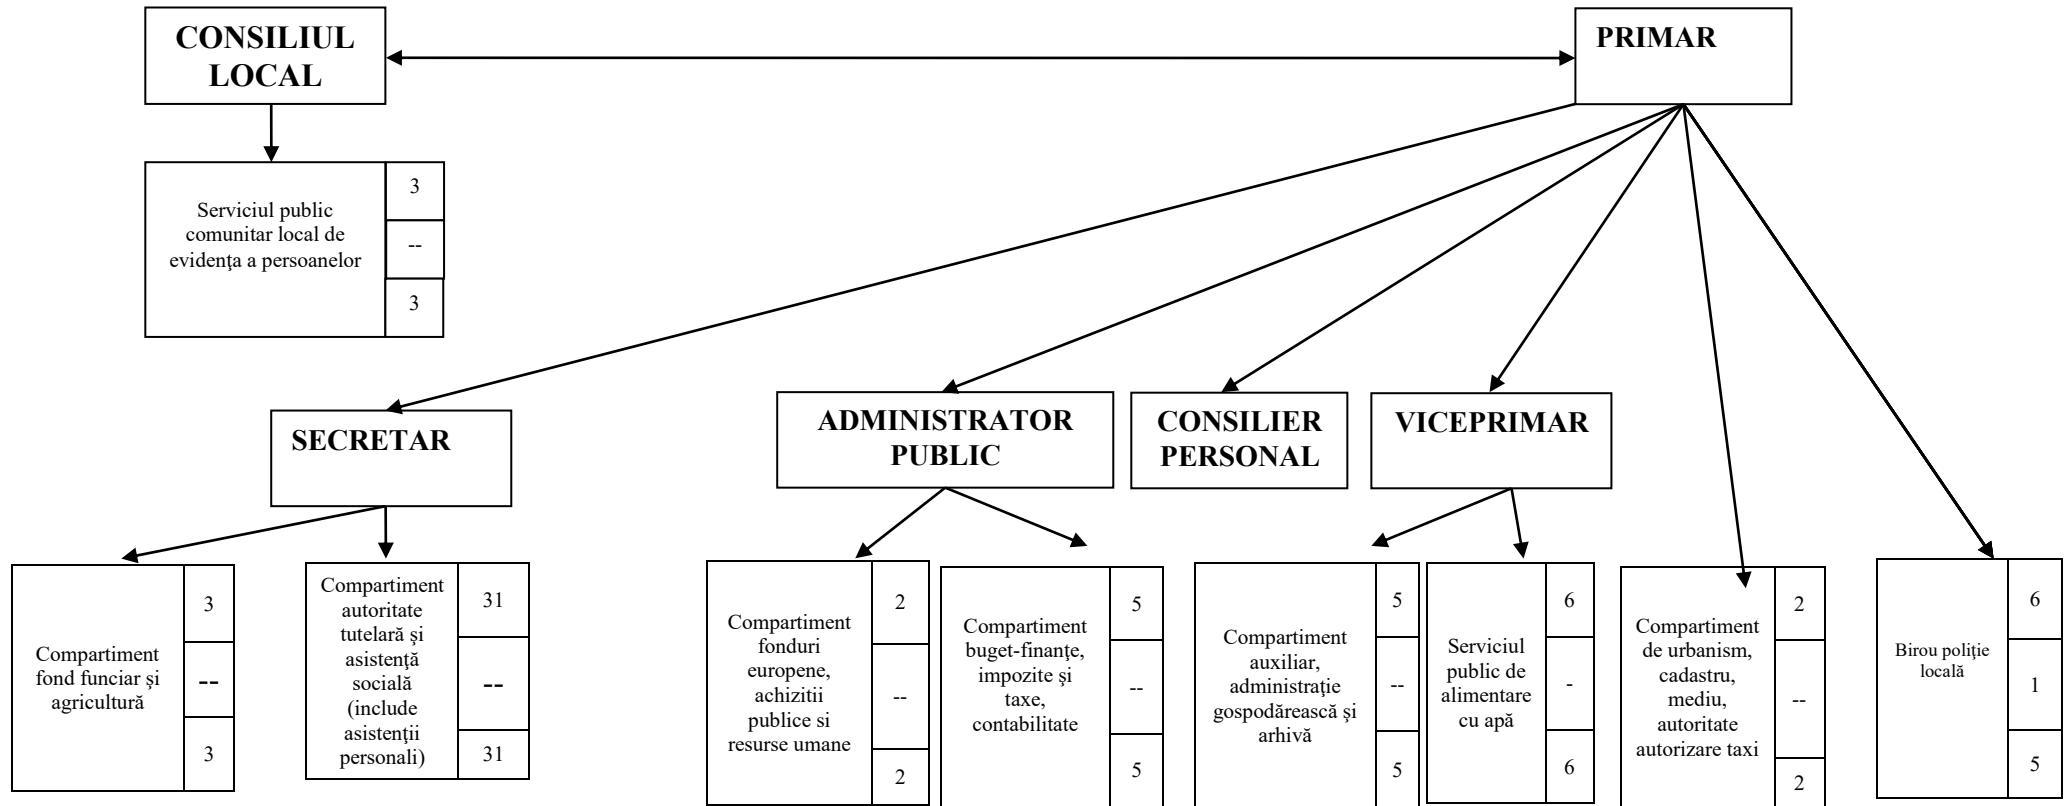 CONSILIUL
LOCAL
PRIMAR
Serviciul public
comunitar local de
evidenţa a persoanelor
3
--
3
SECRETAR
ADMINISTRATOR
PUBLIC
CONSILIER
PERSONAL
VICEPRIMAR
Compartiment
fond funciar şi
agricultură
3
--
3
Compartiment
autoritate
tutelară şi
asistenţă
socială
(include
asistenţii
personali)
31
--
31
Compartiment
fonduri
europene,
achizitii
publice si
resurse umane
2
--
2
Compartiment
buget-finanţe,
impozite şi
taxe,
contabilitate
5
--
5
Compartiment
auxiliar,
administraţie
gospodărească şi
arhivă
5
--
5
Serviciul
public de
alimentare
cu apă
6
-
6
Compartiment
de urbanism,
cadastru,
mediu,
autoritate
autorizare taxi
2
--
2
Birou poliţie
locală
6
1
5